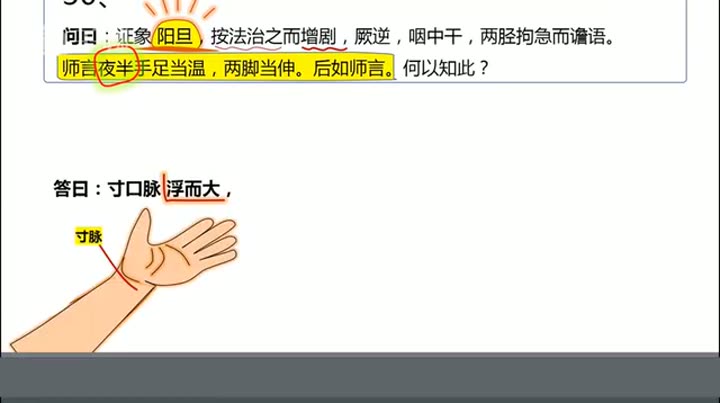 30、
问曰：证象阳旦，按法治之而增剧，厥逆，咽中干，两胫拘急而谵语。
师言夜半手足当温，两脚当伸。后如师言。何以知此？
答曰：寸口脉浮而大，
寸脉